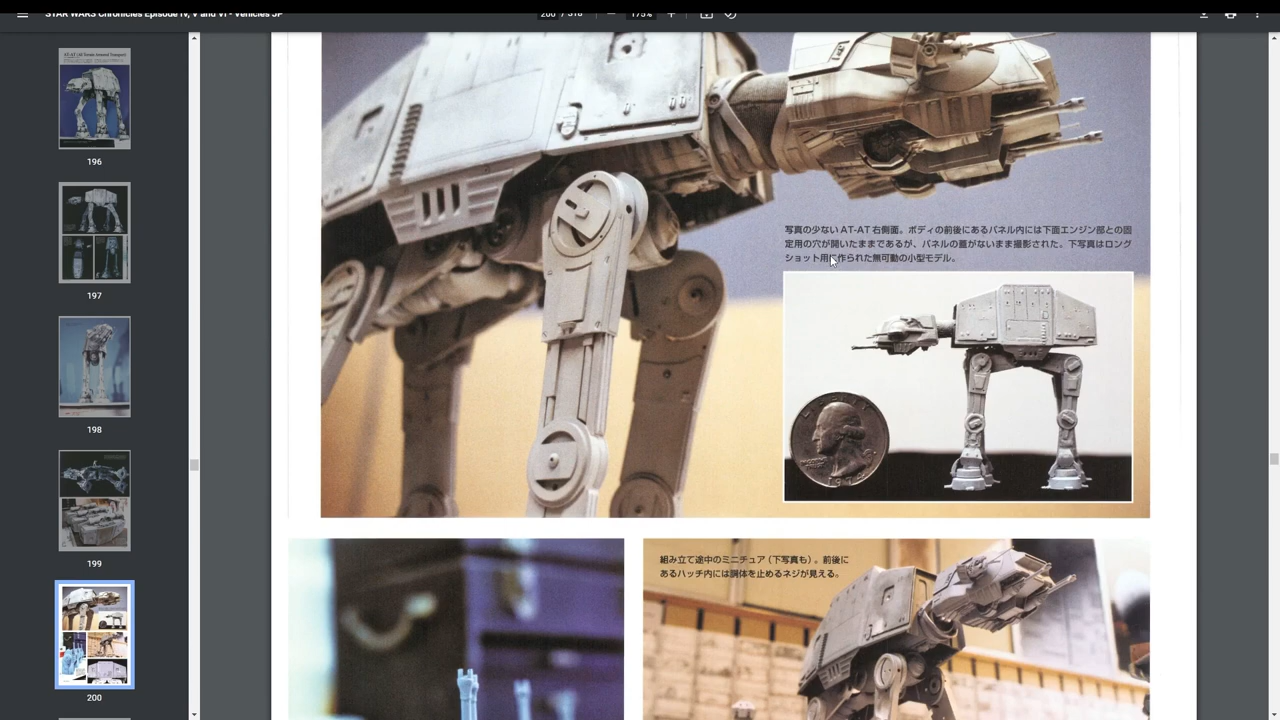 STAR WARS Chronicles Episode IV, V and VI - Vehicles JP
200 / 318
175%
196
197
198
199
200
写真の少ない AT-AT 右側面。ボディの前後にあるパネル内には下面エンジン部との固
定用の穴が開いたままであるが、パネルの蓋がないまま撮影された。下写真はロング
ショット用に作られた無可動の小型モデル。
組み立て途中のミニチュア（下写真も）。前後に
あるハッチ内には胴体を止めるネジが見える。